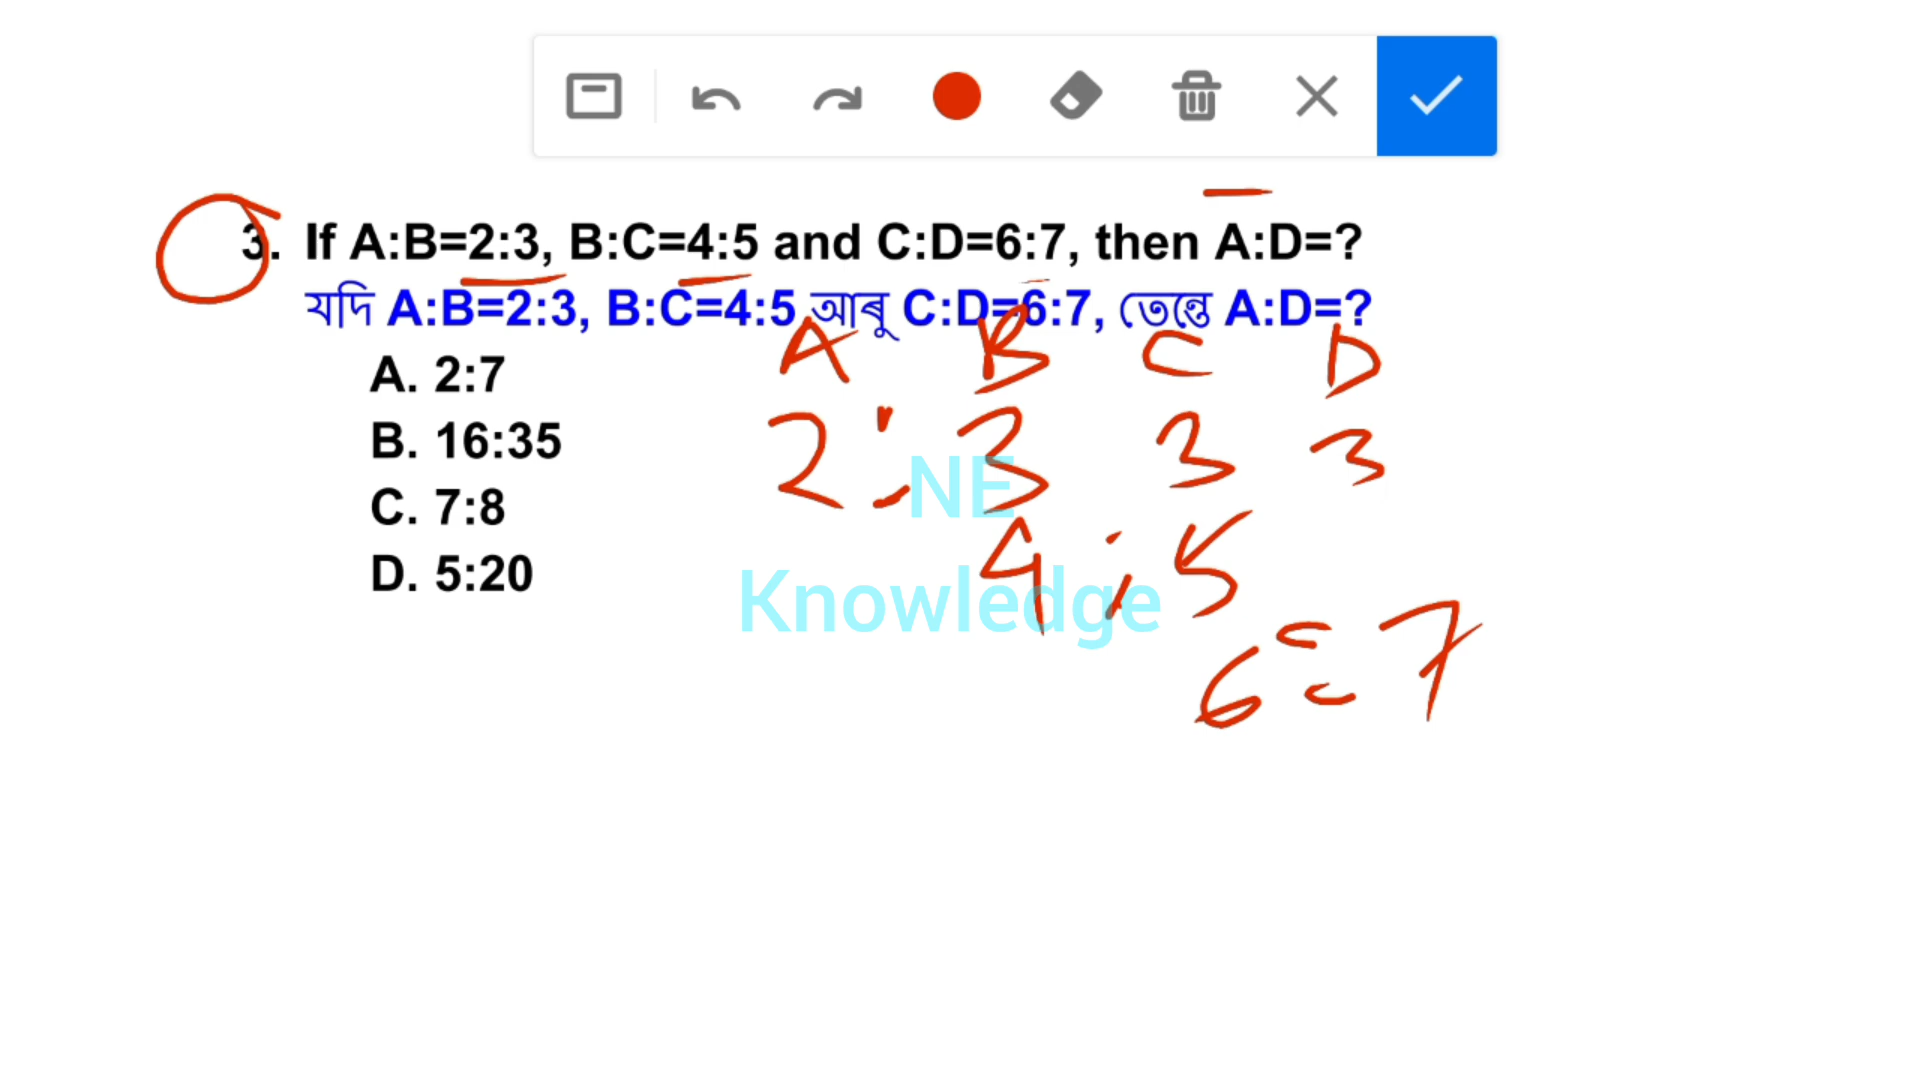 3. If A:B=2:3, B:C=4:5 and C:D=6:7, then A:D=?
যদি A:B=2:3, B:C=4:5 আৰু C:D=6:7, তেন্তে A:D=?
A. 2:7
B. 16:35
C. 7:8
D. 5:20
A B C D
2 : 3 3 3
4 : 5
6 : 7
NE
Knowledge